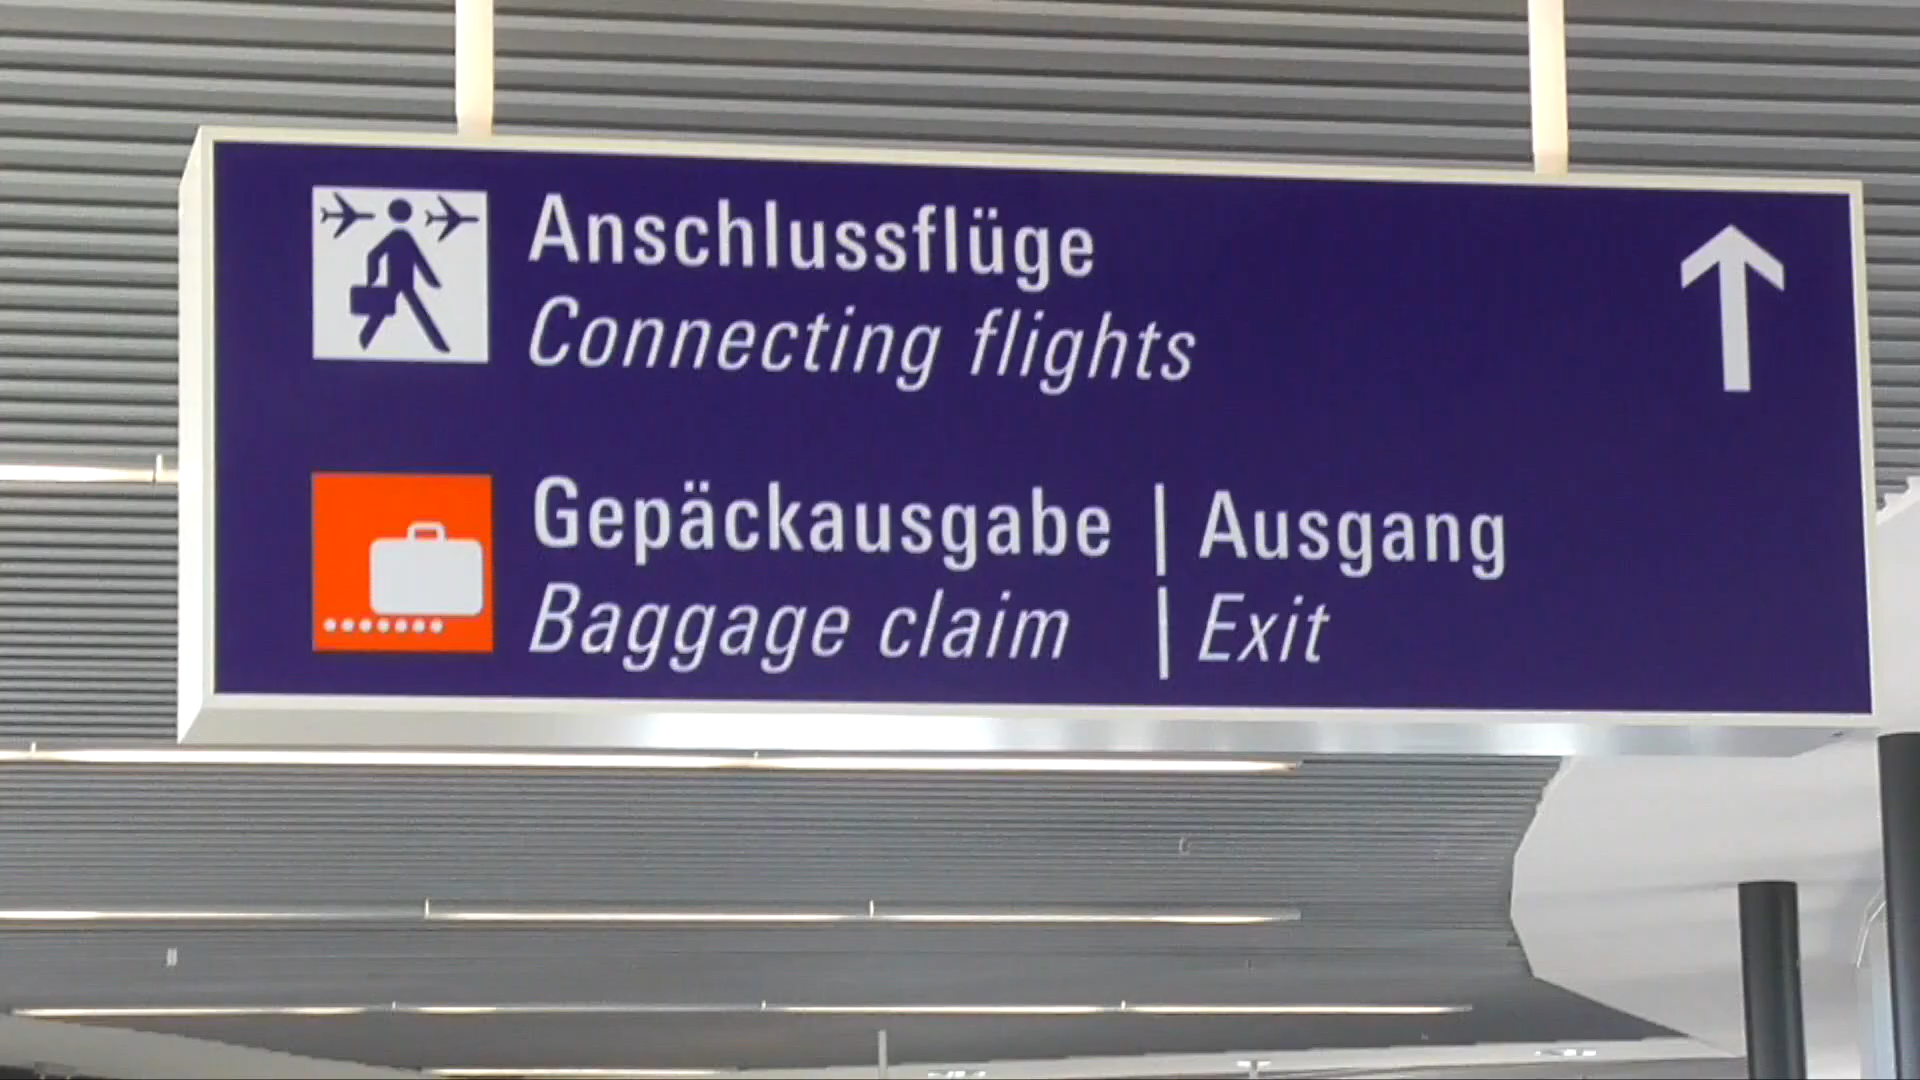 Anschlussflüge
Connecting flights
Gepäckausgabe | Ausgang
Baggage claim | Exit